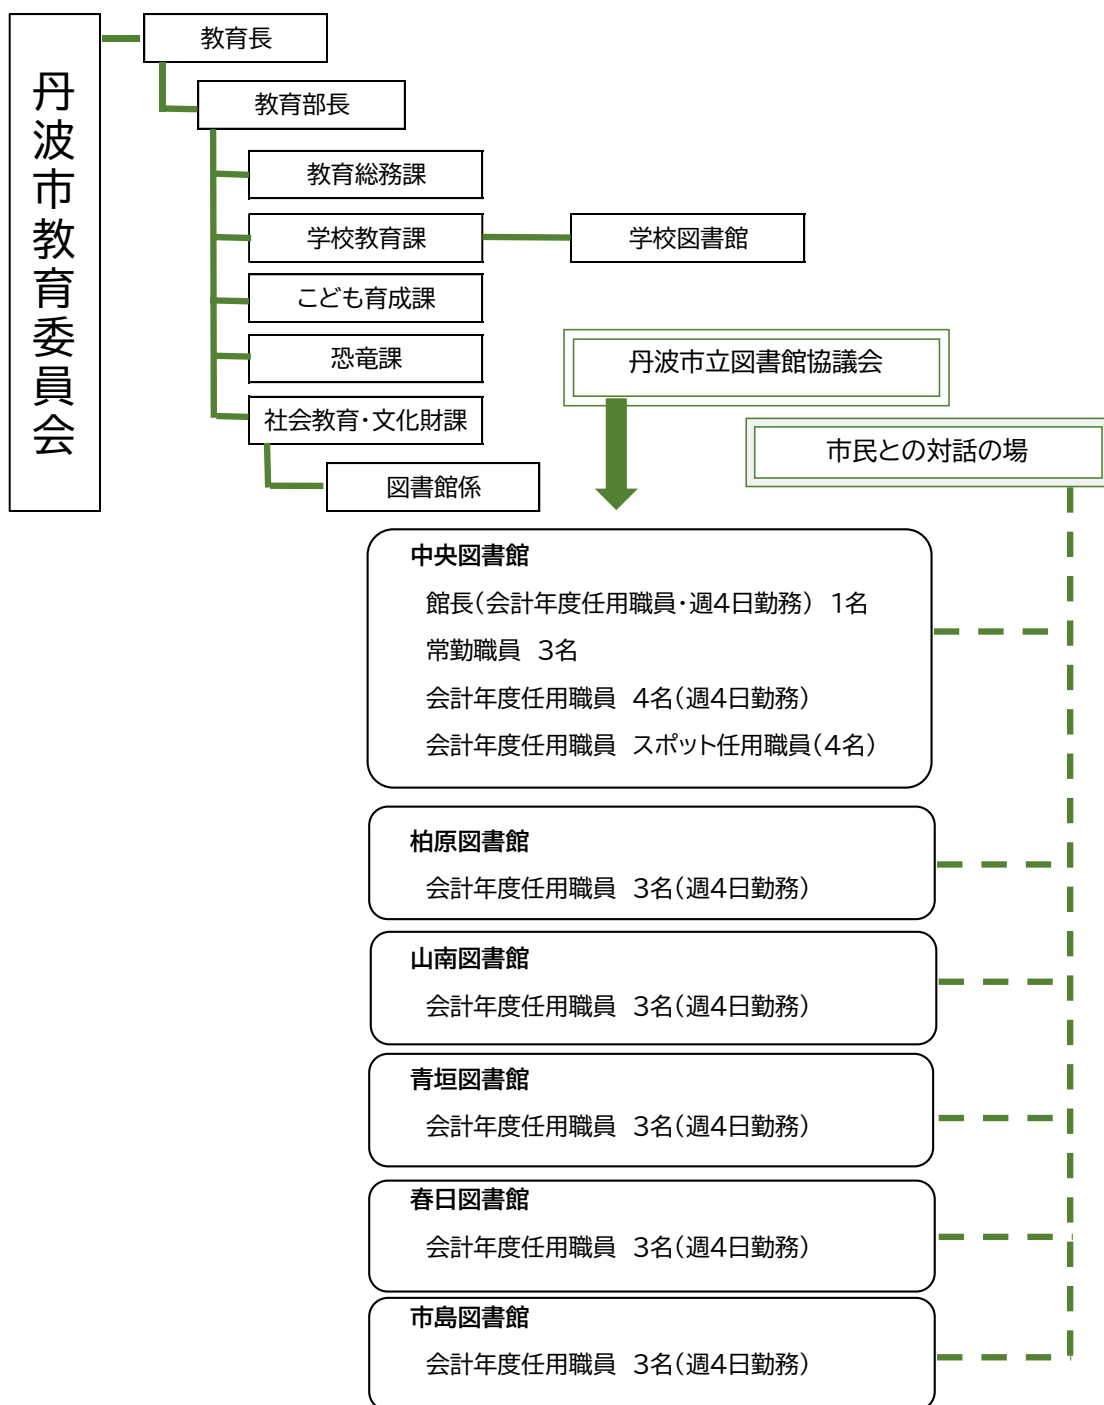 丹波市教育委員会
教育長
教育部長
教育総務課
学校教育課
学校図書館
こども育成課
恐竜課
丹波市立図書館協議会
社会教育・文化財課
市民との対話の場
図書館係
中央図書館
館長(会計年度任用職員・週4日勤務) 1名
常勤職員 3名
会計年度任用職員 4名(週4日勤務)
会計年度任用職員 スポット任用職員(4名)
柏原図書館
会計年度任用職員 3名(週4日勤務)
山南図書館
会計年度任用職員 3名(週4日勤務)
青垣図書館
会計年度任用職員 3名(週4日勤務)
春日図書館
会計年度任用職員 3名(週4日勤務)
市島図書館
会計年度任用職員 3名(週4日勤務)